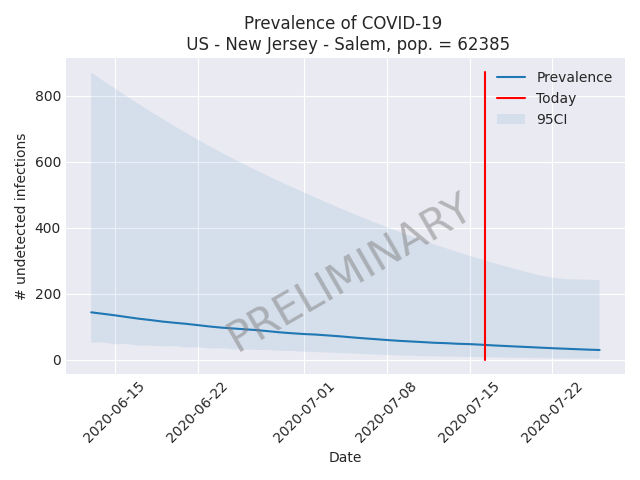 Prevalence of COVID-19
US - New Jersey - Salem, pop. = 62385
Prevalence
Today
95CI
800
600
400
200
0
# undetected infections
PRELIMINARY
2020-06-15
2020-06-22
2020-07-01
2020-07-08
2020-07-15
2020-07-22
Date